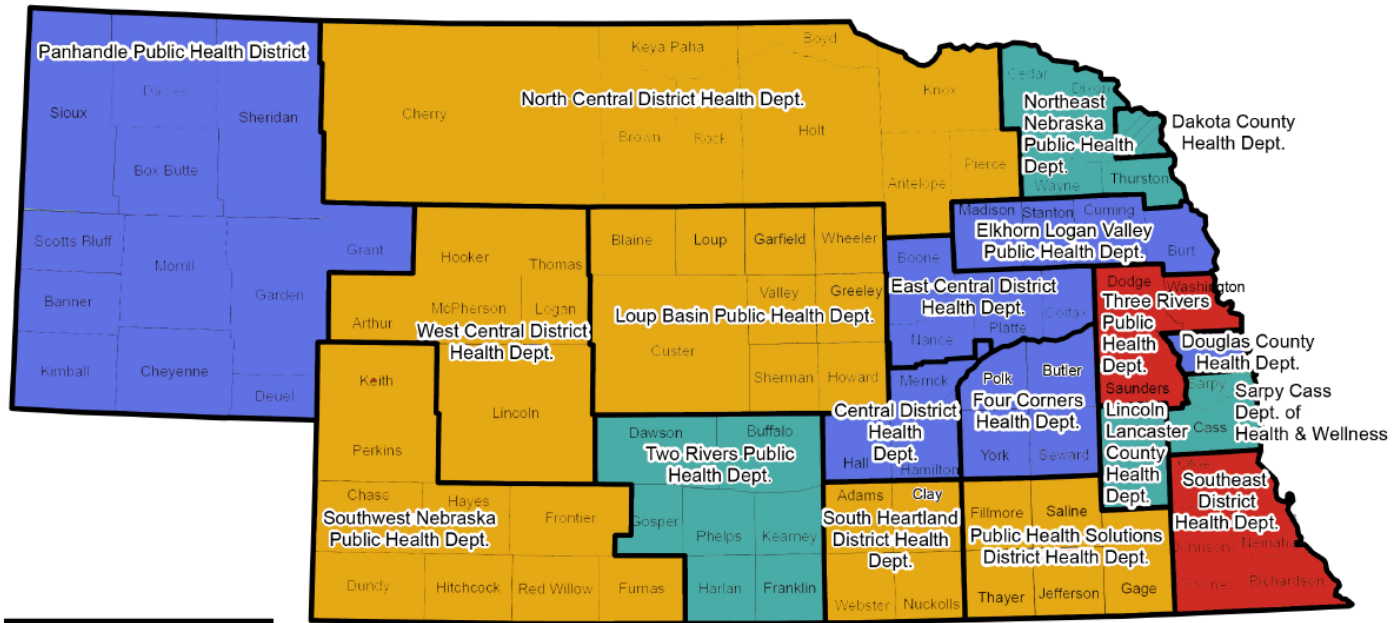 Panhandle Public Health District
Sioux
Dawes
Sheridan
Box Butte
Scotts Bluff
Morrill
Grant
Banner
Garden
Kimball
Cheyenne
Deuel
Keya Paha
Boyd
Cherry
North Central District Health Dept.
Knox
Brown
Rock
Holt
Antelope
Pierce
Cedar
Dixon
Northeast
Nebraska
Public Health
Dept.
Wayne
Thurston
Dakota County
Health Dept.
Madison
Stanton
Cuming
Elkhorn Logan Valley
Public Health Dept.
Burt
Hooker
Thomas
McPherson
Logan
Arthur
West Central District
Health Dept.
Lincoln
Blaine
Loup
Garfield
Wheeler
Valley
Greeley
Loup Basin Public Health Dept.
Custer
Sherman
Howard
Boone
East Central District
Health Dept.
Colfax
Platte
Nance
Dodge
Washington
Three Rivers
Public
Health
Dept.
Saunders
Douglas County
Health Dept.
Sarpy
Sarpy Cass
Dept. of
Health & Wellness
Cass
Merrick
Central District
Health
Dept.
Hall
Hamilton
Polk
Butler
Four Corners
Health Dept.
York
Seward
Lincoln
Lancaster
County
Health
Dept.
Keith
Perkins
Chase
Hayes
Frontier
Southwest Nebraska
Public Health Dept.
Dundy
Hitchcock
Red Willow
Furnas
Dawson
Buffalo
Two Rivers Public
Health Dept.
Gosper
Phelps
Kearney
Harlan
Franklin
Adams
Clay
South Heartland
District Health
Dept.
Webster
Nuckolls
Fillmore
Saline
Public Health Solutions
District Health Dept.
Thayer
Jefferson
Gage
Southeast
District
Health Dept.
Johnson
Nemaha
Richardson